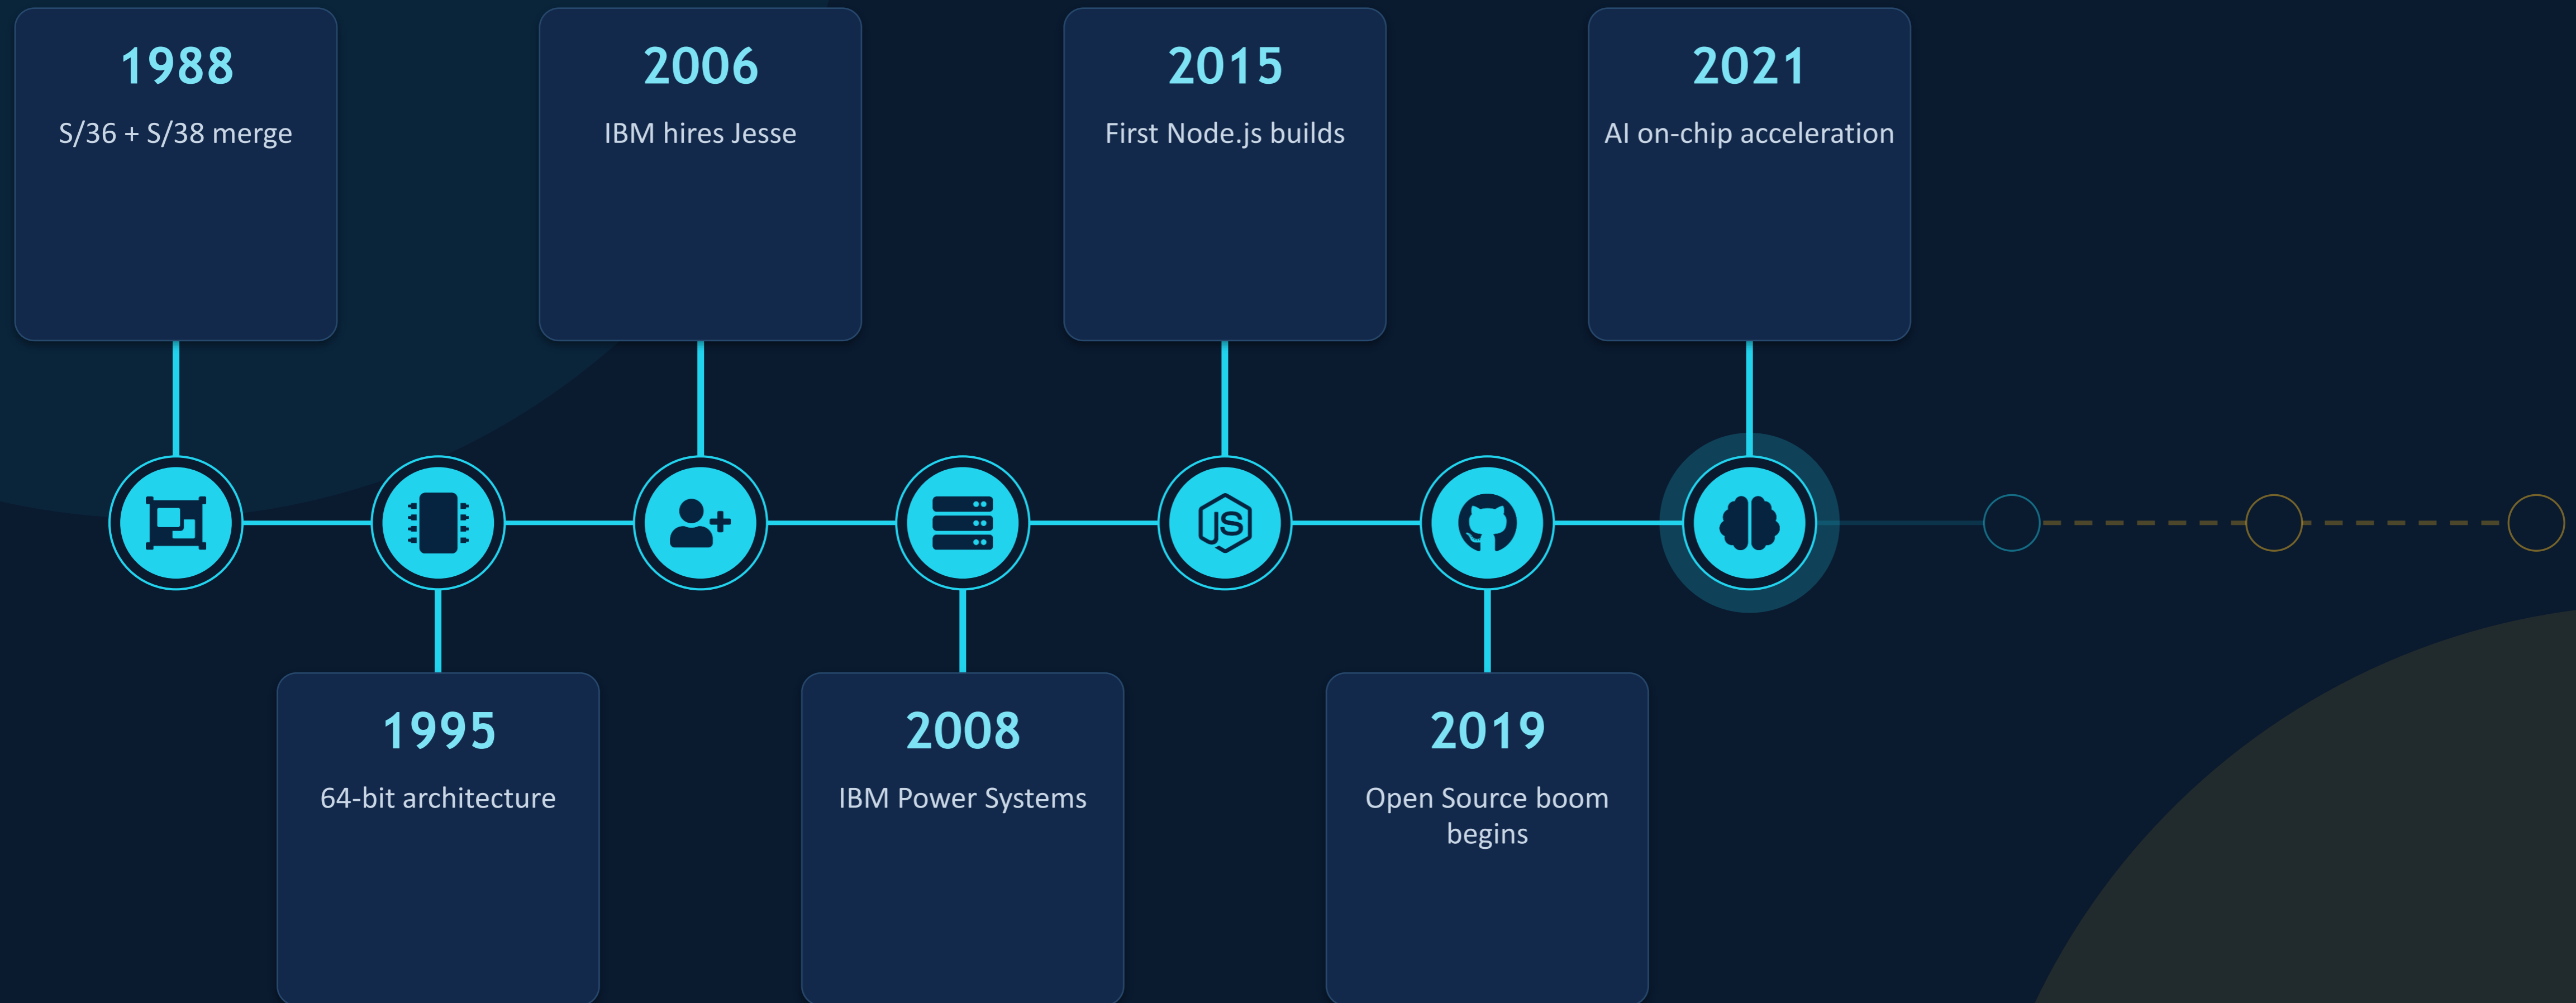 1988
S/36 + S/38 merge
2006
IBM hires Jesse
2015
First Node.js builds
2021
AI on-chip acceleration
JS
1995
64-bit architecture
2008
IBM Power Systems
2019
Open Source boom
begins